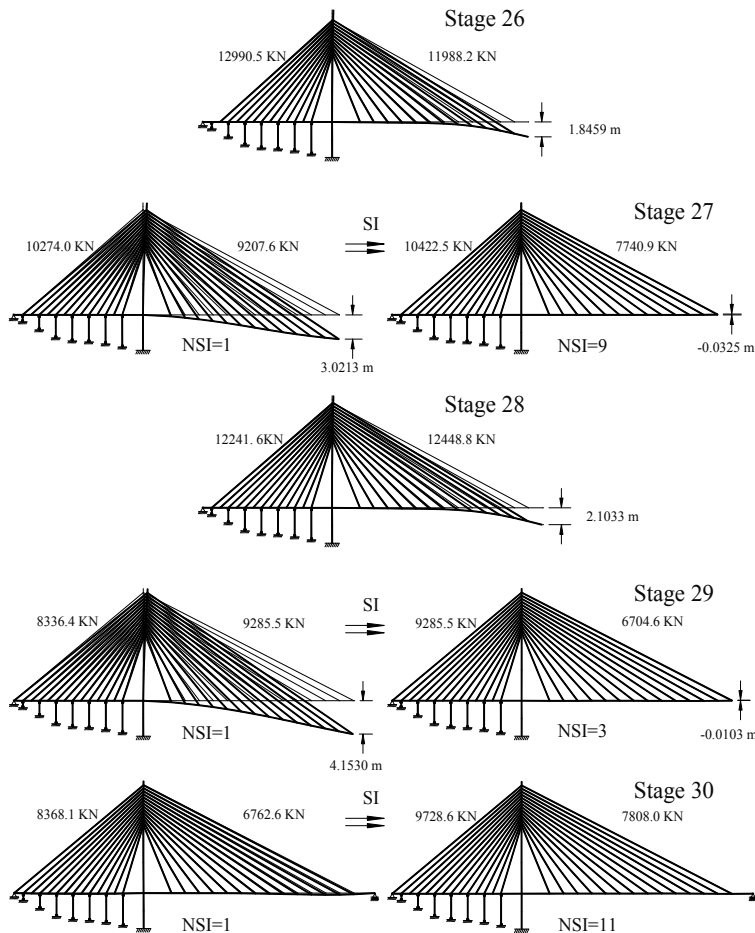 Stage 26
12990.5 KN
11988.2 KN
1.8459 m
Stage 27
SI
10274.0 KN
9207.6 KN
10422.5 KN
7740.9 KN
NSI=1
NSI=9
-0.0325 m
3.0213 m
Stage 28
12241. 6KN
12448.8 KN
2.1033 m
Stage 29
SI
8336.4 KN
9285.5 KN
9285.5 KN
6704.6 KN
NSI=1
NSI=3
-0.0103 m
4.1530 m
Stage 30
SI
8368.1 KN
6762.6 KN
9728.6 KN
7808.0 KN
NSI=1
NSI=11